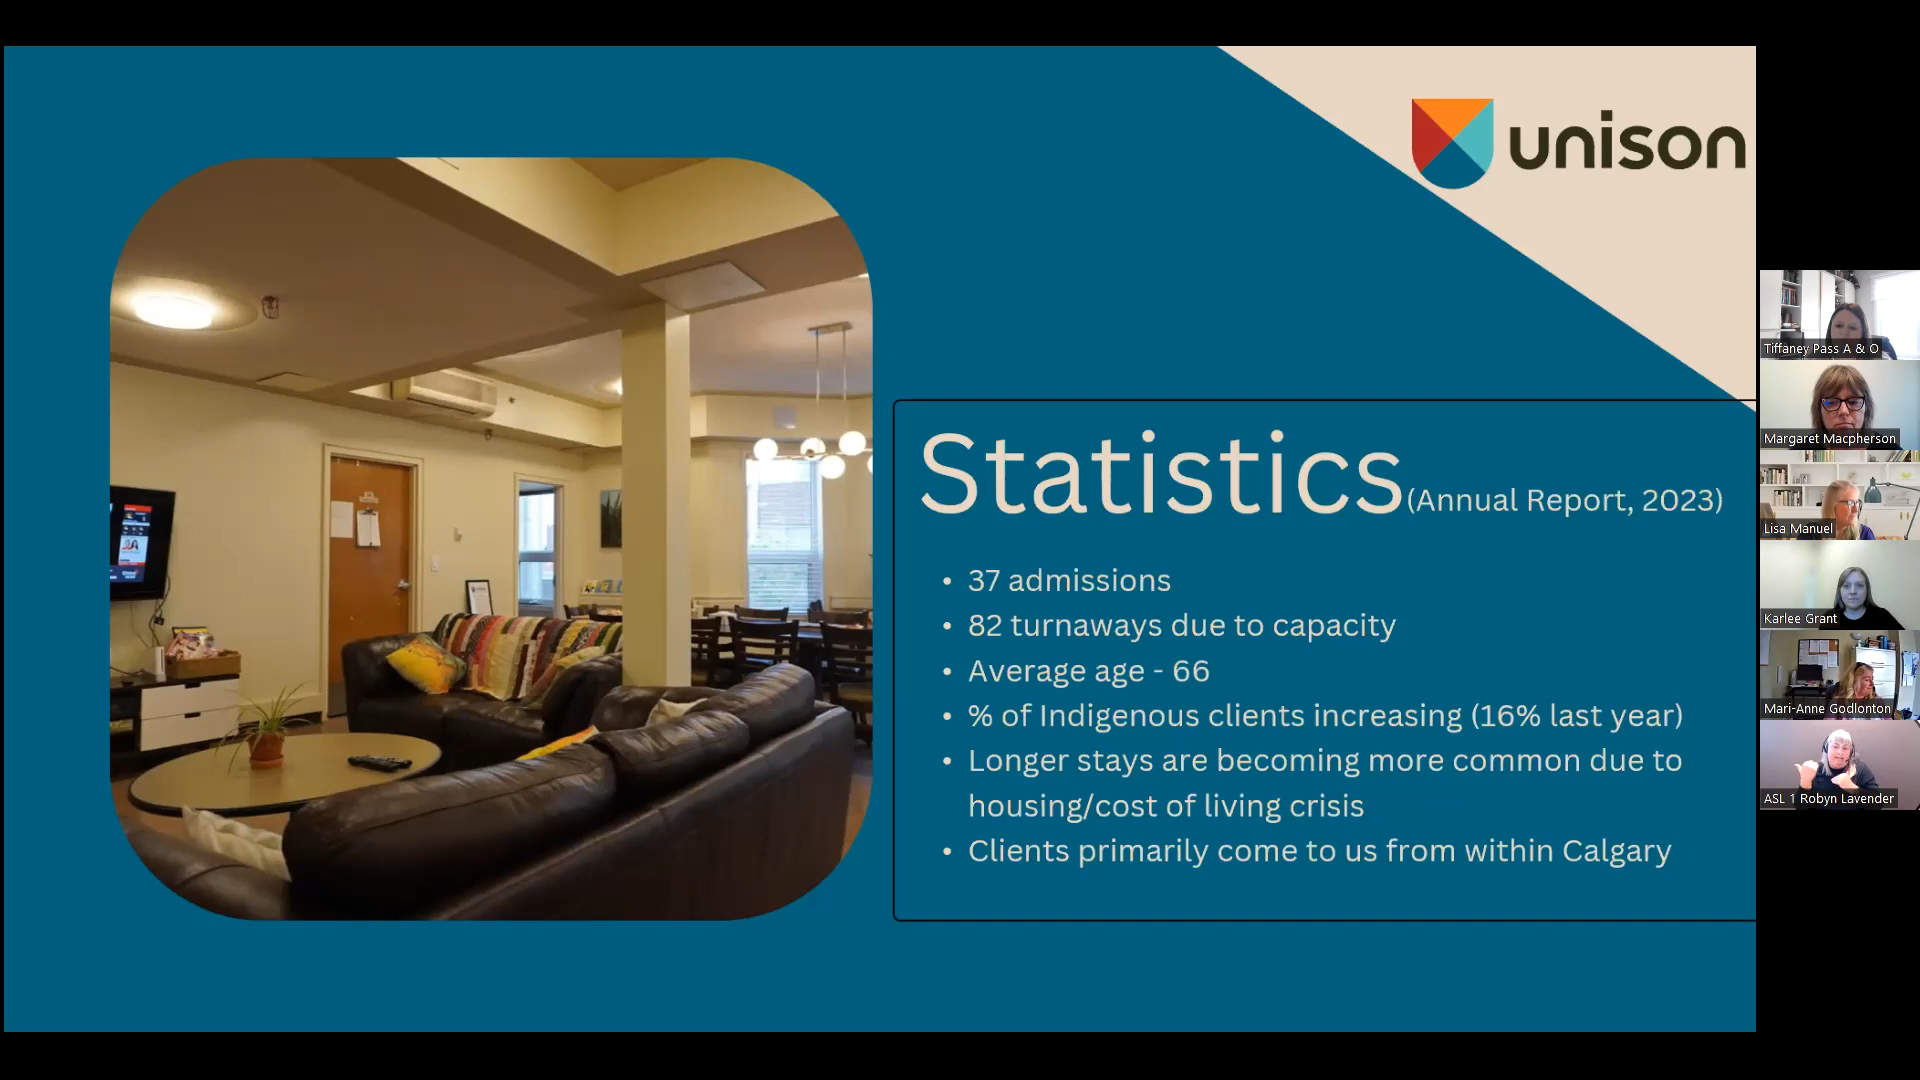 unison
Statistics (Annual Report, 2023)
• 37 admissions
• 82 turnaways due to capacity
• Average age - 66
• % of Indigenous clients increasing (16% last year)
• Longer stays are becoming more common due to
housing/cost of living crisis
• Clients primarily come to us from within Calgary
Tiffaney Pass A & O
Margaret Macpherson
Lisa Manuel
Karlee Grant
Mari-Anne Godlonton
ASL 1 Robyn Lavender